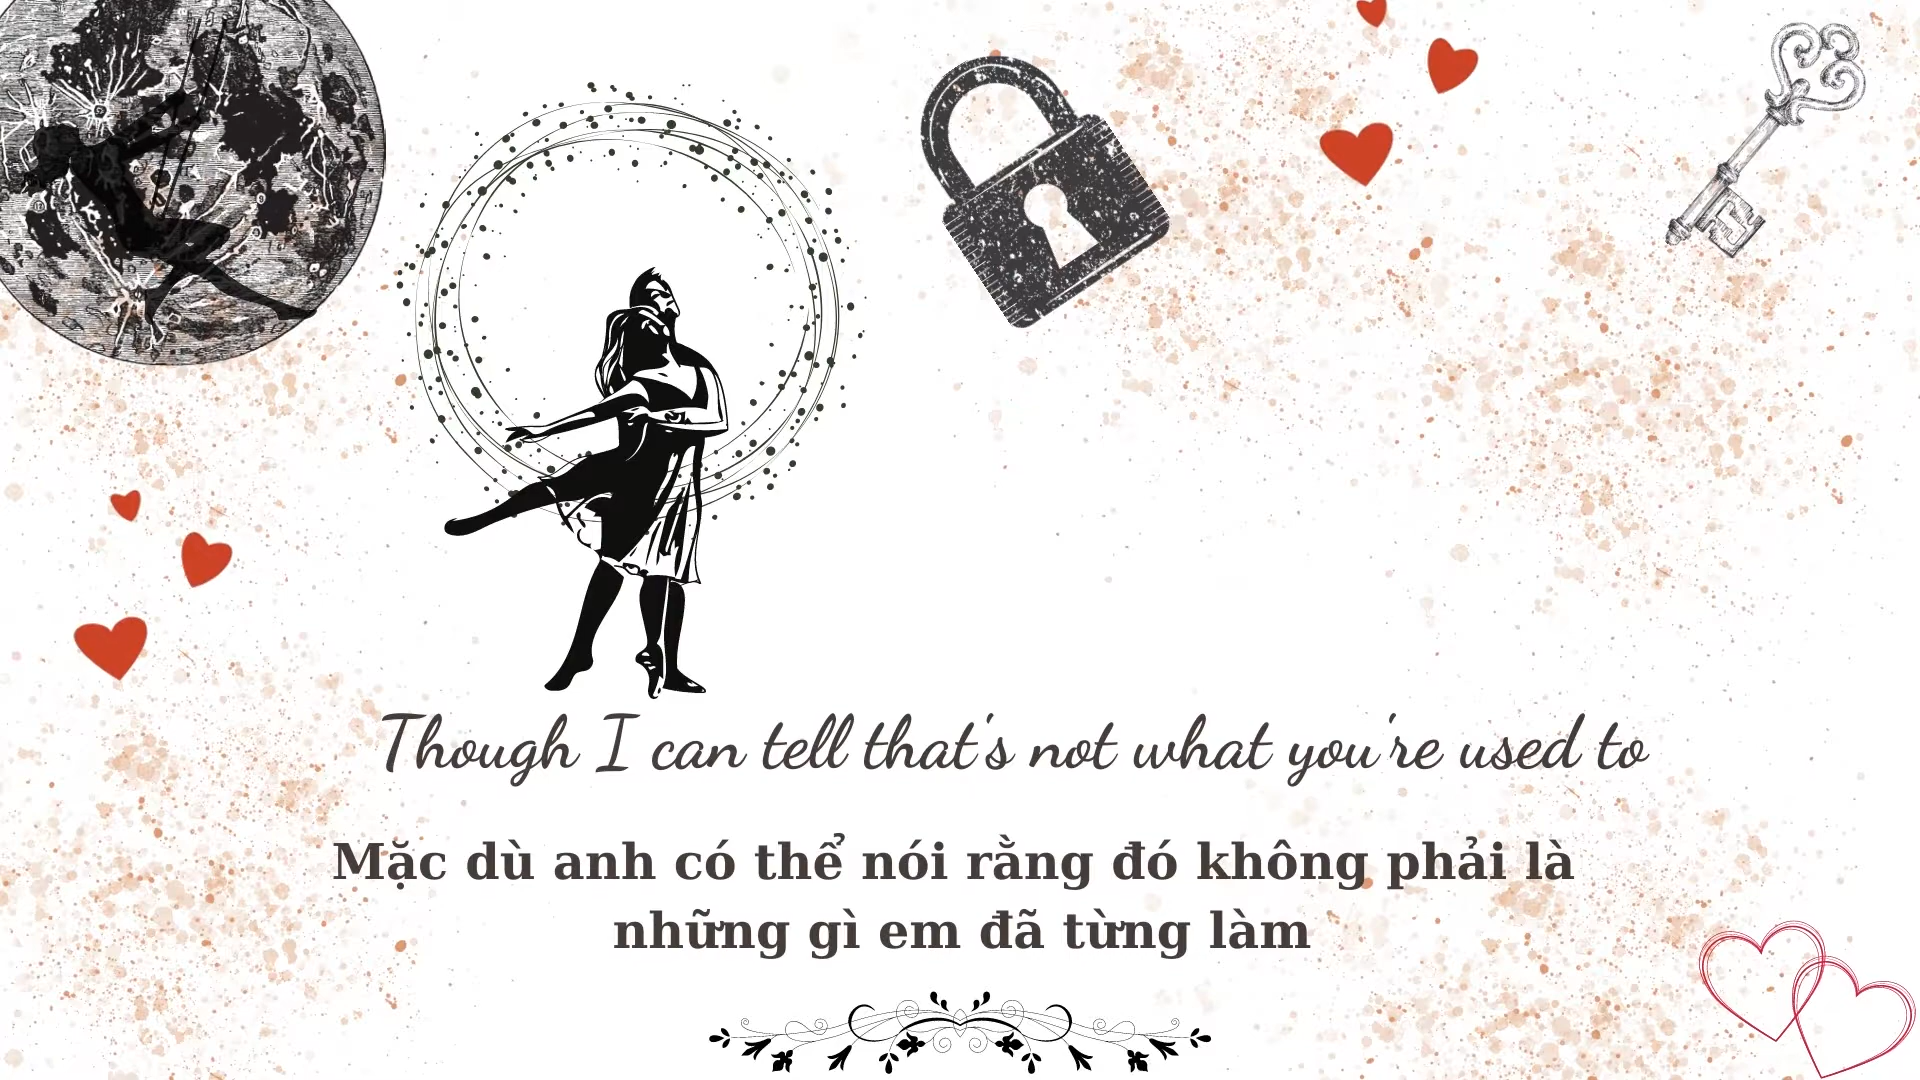 Though I can tell that's not what you're used to
Mặc dù anh có thể nói rằng đó không phải là
những gì em đã từng làm